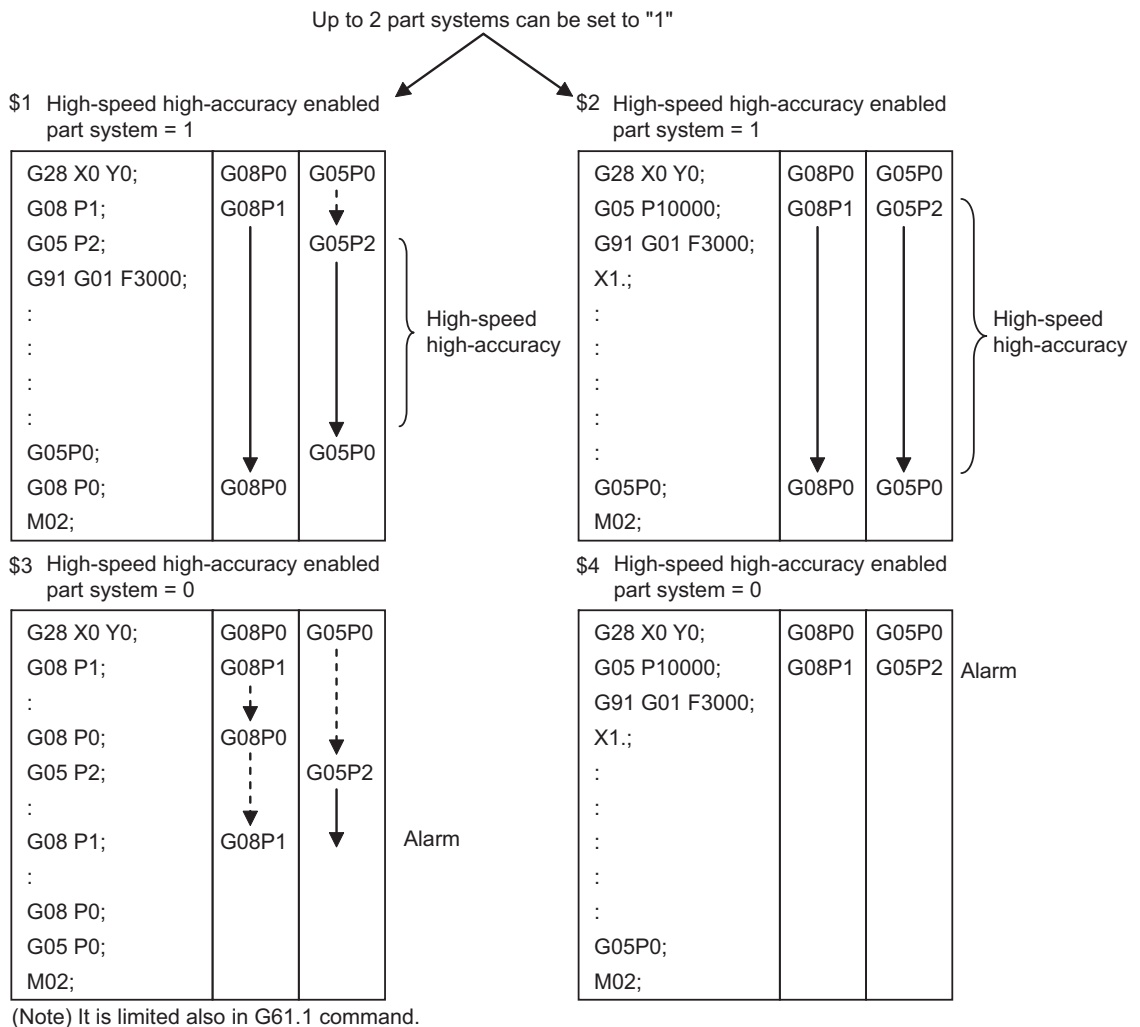 Up to 2 part systems can be set to "1"
$1 High-speed high-accuracy enabled
part system = 1
G28 X0 Y0; G08P0 G05P0
G08 P1; G08P1
G05 P2; G05P2
G91 G01 F3000;
:
:
:
:
G05P0; G05P0
G08 P0; G08P0
M02;
High-speed
high-accuracy
$2 High-speed high-accuracy enabled
part system = 1
G28 X0 Y0; G08P0 G05P0
G05 P10000; G08P1 G05P2
G91 G01 F3000;
X1.;
:
:
:
:
:
G05P0; G08P0 G05P0
M02;
High-speed
high-accuracy
$3 High-speed high-accuracy enabled
part system = 0
G28 X0 Y0; G08P0 G05P0
G08 P1; G08P1
:
G08 P0; G08P0
G05 P2; G05P2
:
G08 P1; G08P1 Alarm
:
G08 P0;
G05 P0;
M02;
$4 High-speed high-accuracy enabled
part system = 0
G28 X0 Y0; G08P0 G05P0
G05 P10000; G08P1 G05P2 Alarm
G91 G01 F3000;
X1.;
:
:
:
:
:
G05P0;
M02;
(Note) It is limited also in G61.1 command.